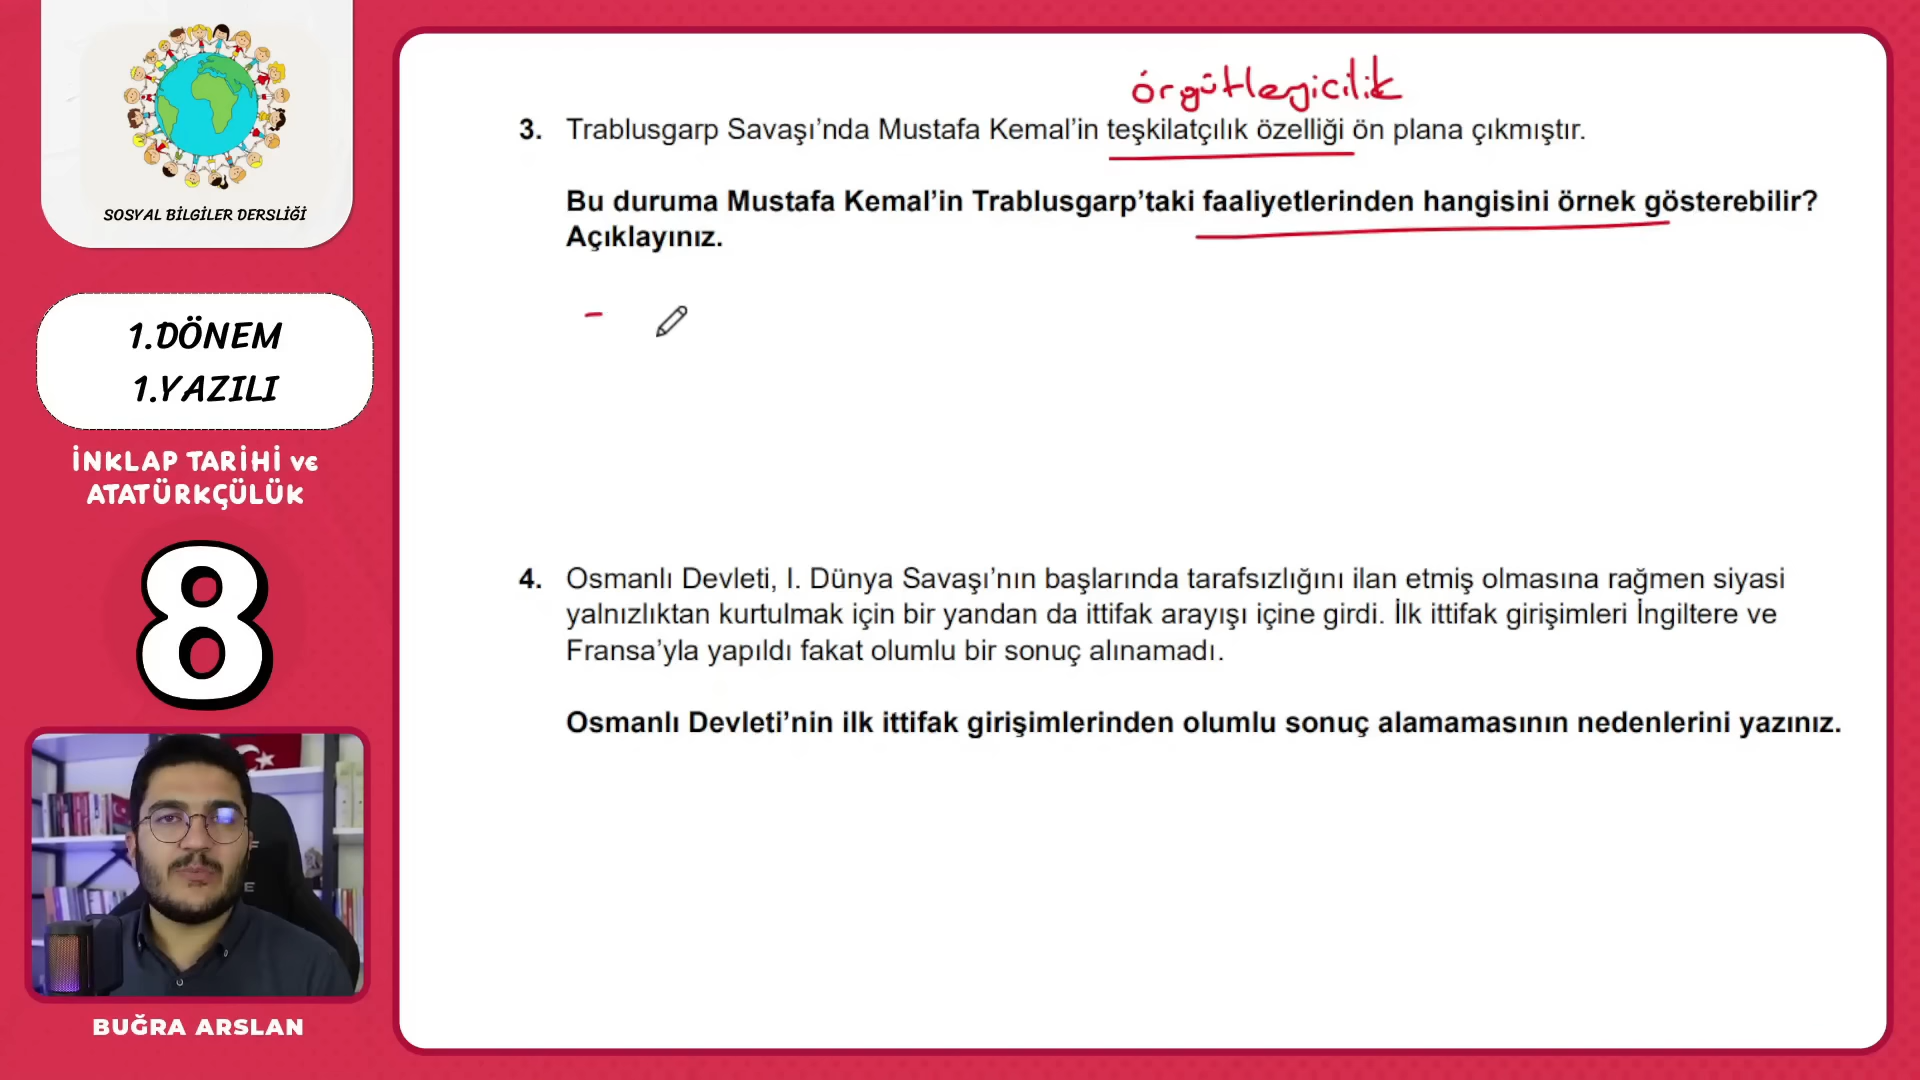 SOSYAL BİLGİLER DERSLİĞİ
1.DÖNEM
1.YAZILI
İNKLAP TARİHİ ve
ATATÜRKÇÜLÜK
8
BUĞRA ARSLAN
örgütleyicilik
3. Trablusgarp Savaşı’nda Mustafa Kemal’in teşkilatçılık özelliği ön plana çıkmıştır.
Bu duruma Mustafa Kemal’in Trablusgarp’taki faaliyetlerinden hangisini örnek gösterebilir?
Açıklayınız.
-
4. Osmanlı Devleti, I. Dünya Savaşı’nın başlarında tarafsızlığını ilan etmiş olmasına rağmen siyasi
yalnızlıktan kurtulmak için bir yandan da ittifak arayışı içine girdi. İlk ittifak girişimleri İngiltere ve
Fransa’yla yapıldı fakat olumlu bir sonuç alınamadı.
Osmanlı Devleti’nin ilk ittifak girişimlerinden olumlu sonuç alamamasının nedenlerini yazınız.